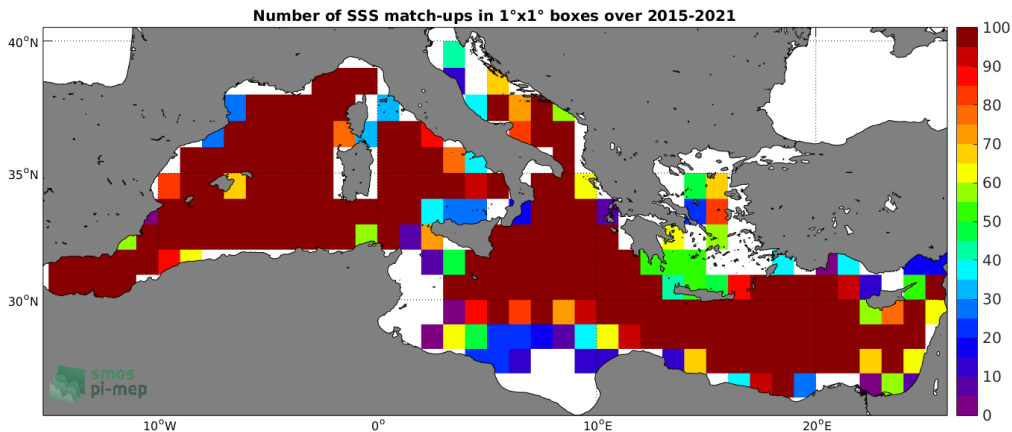 Number of SSS match-ups in 1°x1° boxes over 2015-2021
40°N
35°N
30°N
10°W
0°
10°E
20°E
100
90
80
70
60
50
40
30
20
10
0
smos
pi-mep